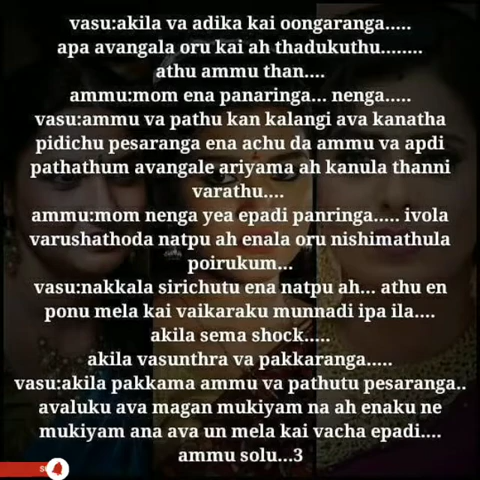 vasu:akila va adika kai oongaranga.....
apa avangala oru kai ah thadukuthu........
athu ammu than....
ammu:mom ena panaringa... nenga.....
vasu:ammu va pathu kan kalangi ava kanatha
pidichu pesaranga ena achu da ammu va apdi
pathathum avangale ariyama ah kanula thanni
varathu....
ammu:mom nenga yea epadi panringa..... ivola
varushathoda natpu ah enala oru nishimathula
poirukum...
vasu:nakkala sirichutu ena natpu ah... athu en
ponu mela kai vaikaraku munnadi ipa ila....
akila sema shock.....
akila vasunthra va pakkaranga.....
vasu:akila pakkama ammu va pathutu pesaranga..
avaluku ava magan mukiyam na ah enaku ne
mukiyam ana ava un mela kai vacha epadi....
ammu solu...3